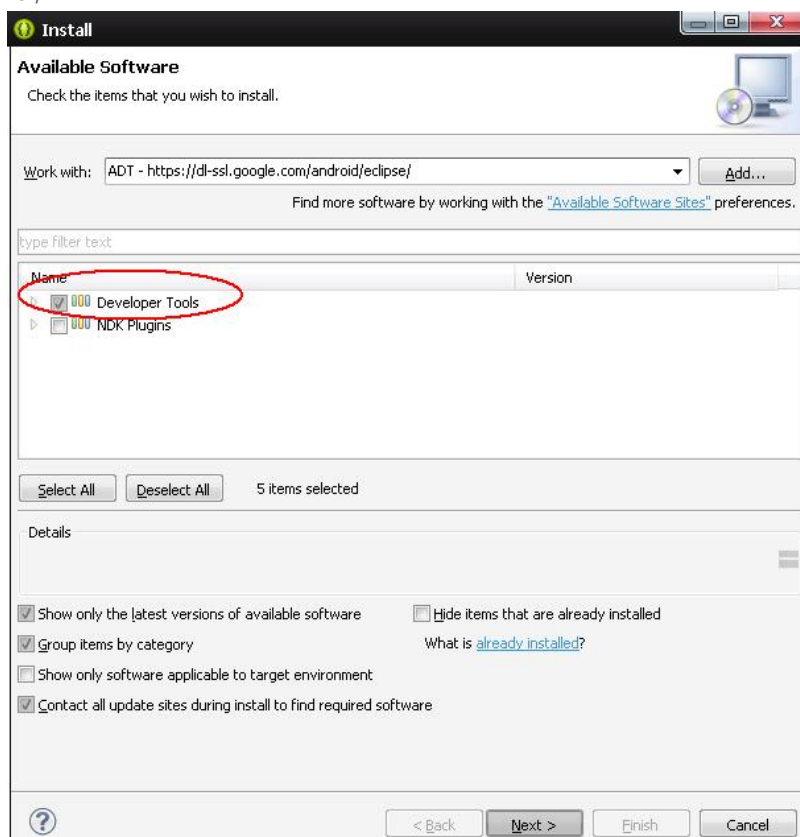 Install
Available Software
Check the items that you wish to install.
Work with: ADT - https://dl-ssl.google.com/android/eclipse/ Add...
Find more software by working with the "Available Software Sites" preferences.
type filter text
Name Version
Developer Tools
NDK Plugins
Select All Deselect All 5 items selected
Details
Show only the latest versions of available software Hide items that are already installed
Group items by category What is already installed?
Show only software applicable to target environment
Contact all update sites during install to find required software
? < Back Next > Finish Cancel